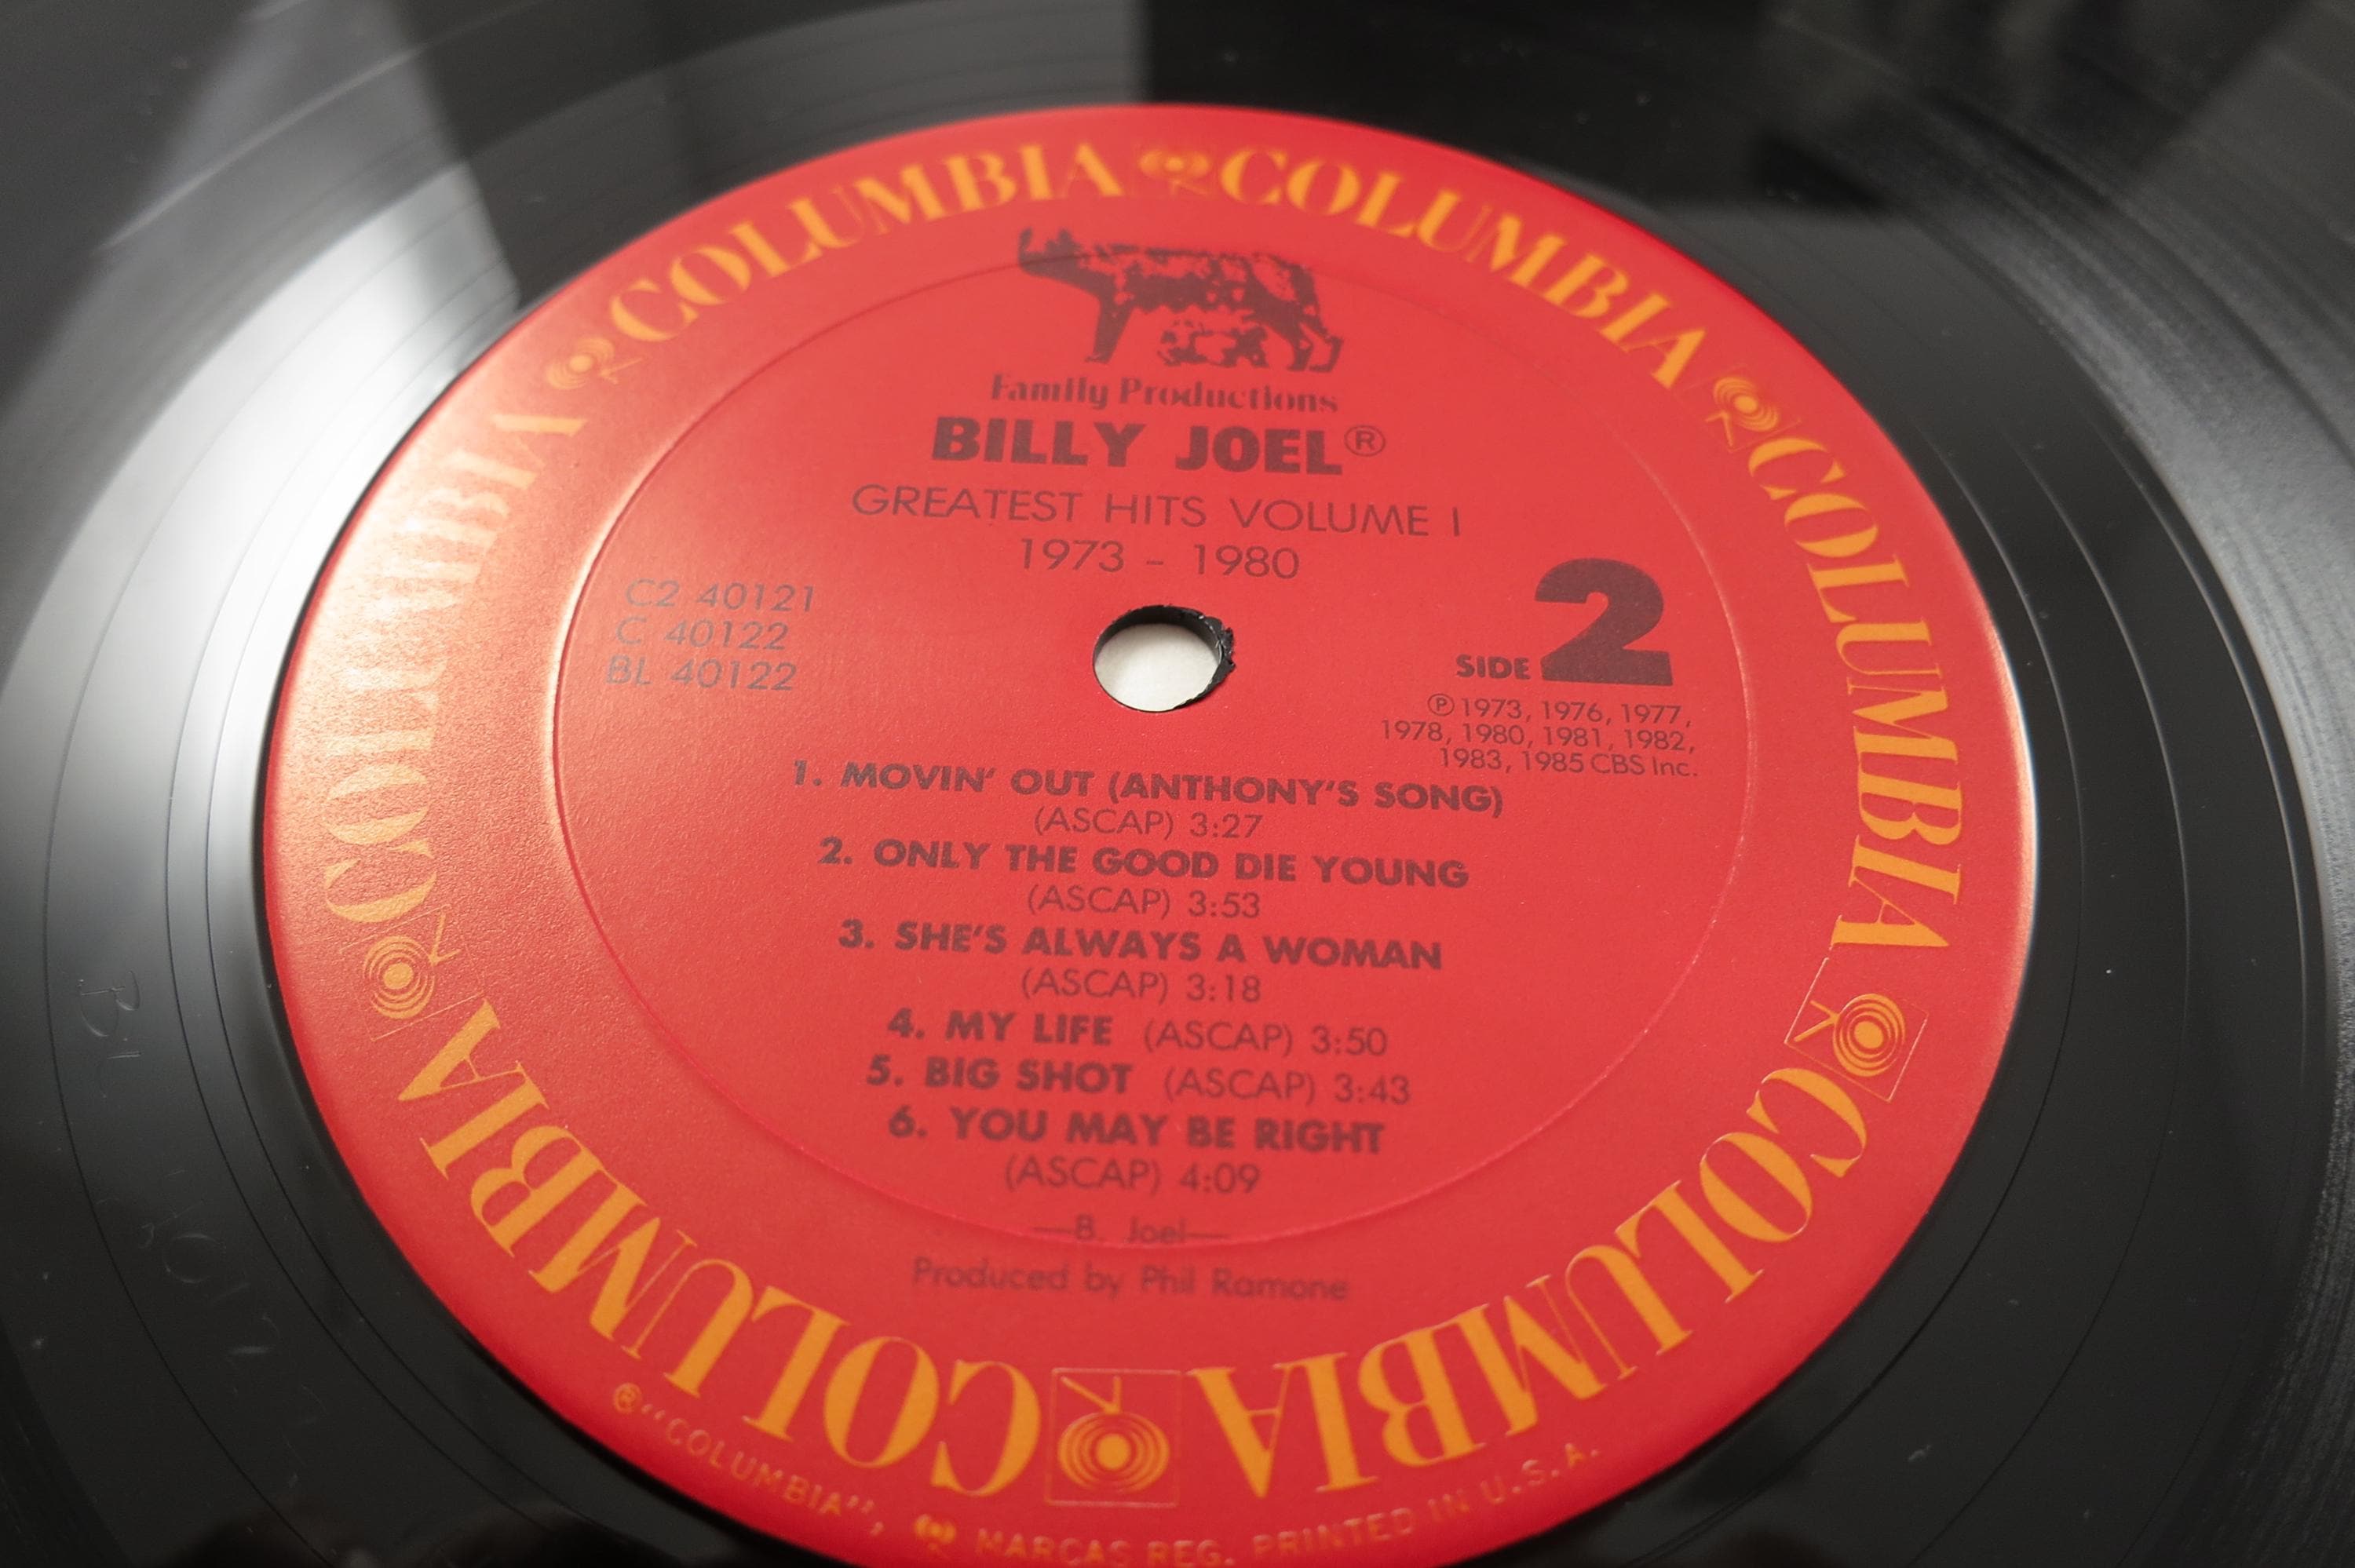 COLUMBIA COLUMBIA COLUMBIA COLUMBIA COLUMBIA COLUMBIA
Family Productions
BILLY JOEL®
GREATEST HITS VOLUME I
1973 - 1980
C2 40121
C 40122
BL 40122
SIDE 2
℗ 1973, 1976, 1977,
1978, 1980, 1981, 1982,
1983, 1985 CBS Inc.
1. MOVIN' OUT (ANTHONY'S SONG)
(ASCAP) 3:27
2. ONLY THE GOOD DIE YOUNG
(ASCAP) 3:53
3. SHE'S ALWAYS A WOMAN
(ASCAP) 3:18
4. MY LIFE (ASCAP) 3:50
5. BIG SHOT (ASCAP) 3:43
6. YOU MAY BE RIGHT
(ASCAP) 4:09
—B. Joel—
Produced by Phil Ramone
® "COLUMBIA", MARCAS REG. PRINTED IN U.S.A.